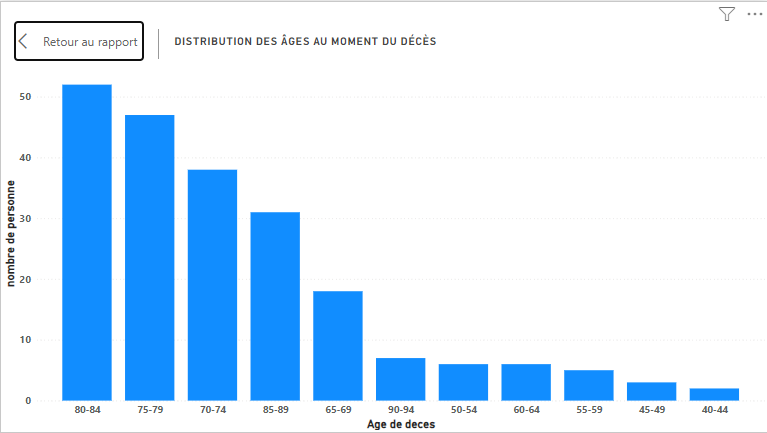 Retour au rapport
DISTRIBUTION DES ÂGES AU MOMENT DU DÉCÈS
50
40
30
20
10
0
nombre de personne
80-84 75-79 70-74 85-89 65-69 90-94 50-54 60-64 55-59 45-49 40-44
Age de deces